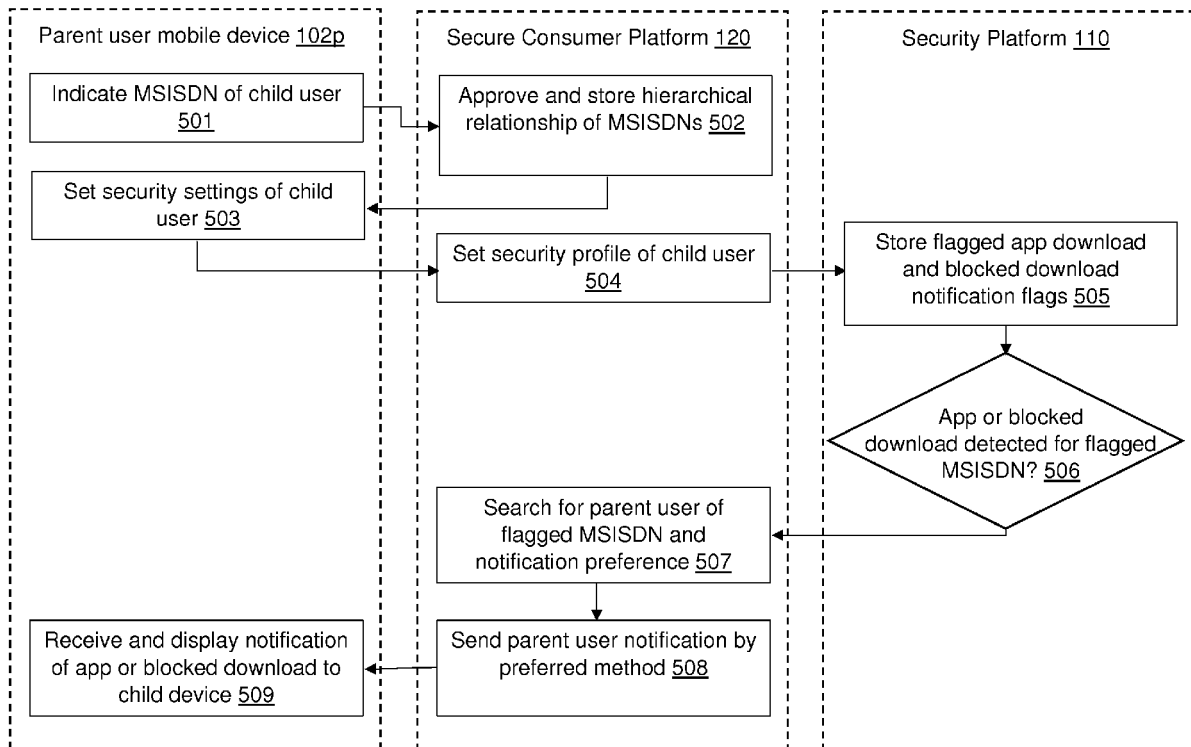 Parent user mobile device 102p
Secure Consumer Platform 120
Security Platform 110
Indicate MSISDN of child user
501
Approve and store hierarchical
relationship of MSISDNs 502
Set security settings of child
user 503
Set security profile of child user
504
Store flagged app download
and blocked download
notification flags 505
App or blocked
download detected for flagged
MSISDN? 506
Search for parent user of
flagged MSISDN and
notification preference 507
Send parent user notification by
preferred method 508
Receive and display notification
of app or blocked download to
child device 509